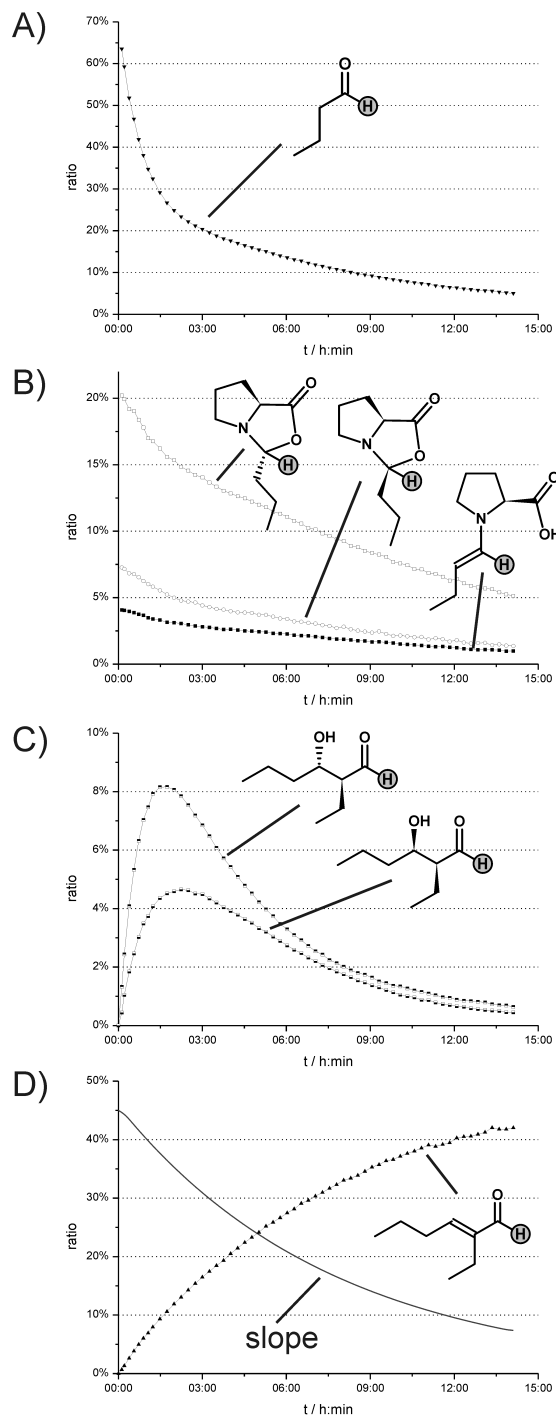 A)
70%
60%
50%
40%
30%
20%
10%
0%
ratio
00:00 03:00 06:00 09:00 12:00 15:00
t / h:min
O
H
B)
20%
15%
10%
5%
0%
ratio
00:00 03:00 06:00 09:00 12:00 15:00
t / h:min
O
N
O
H
O
N
O
H
O
N
OH
H
C)
10%
8%
6%
4%
2%
0%
ratio
00:00 03:00 06:00 09:00 12:00 15:00
t / h:min
OH O
H
OH O
H
D)
50%
40%
30%
20%
10%
0%
ratio
00:00 03:00 06:00 09:00 12:00 15:00
t / h:min
O
H
slope